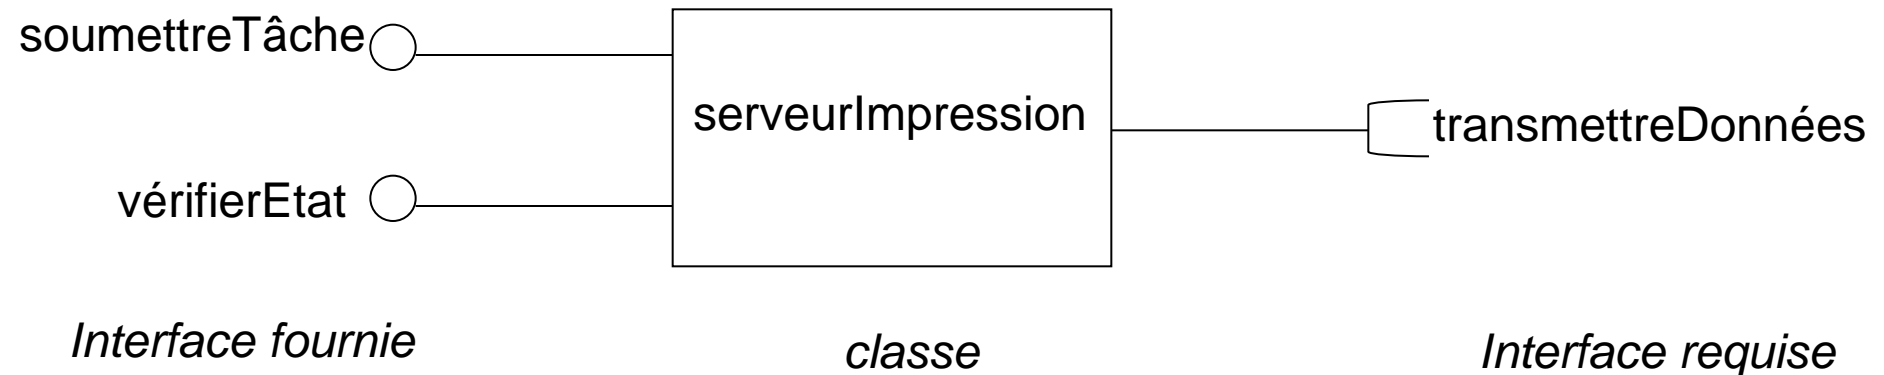 soumettreTâche
serveurImpression
transmettreDonnées
vérifierEtat
Interface fournie
classe
Interface requise